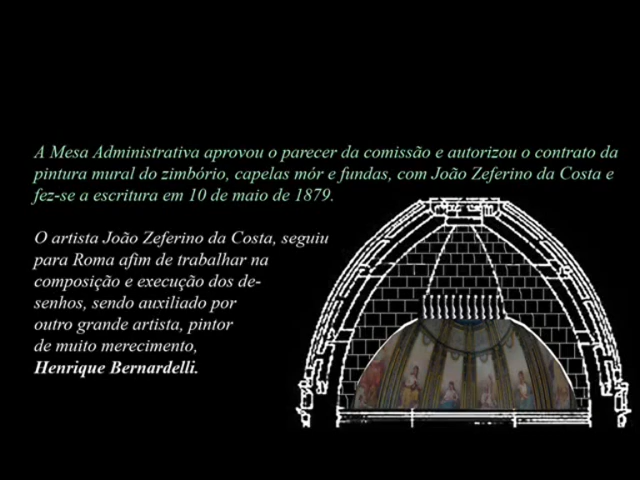 A Mesa Administrativa aprovou o parecer da comissão e autorizou o contrato da
pintura mural do zimbório, capelas mór e fundas, com João Zeferino da Costa e
fez-se a escritura em 10 de maio de 1879.
O artista João Zeferino da Costa, seguiu
para Roma afim de trabalhar na
composição e execução dos de-
senhos, sendo auxiliado por
outro grande artista, pintor
de muito merecimento,
Henrique Bernardelli.